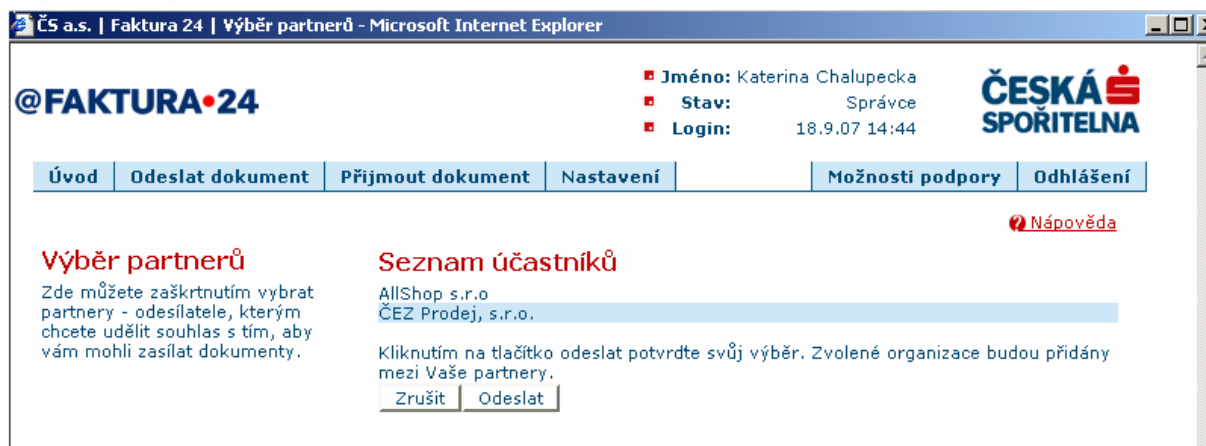 ČS a.s. | Faktura 24 | Výběr partnerů - Microsoft Internet Explorer
@FAKTURA•24
Jméno: Katerina Chalupecka
Stav: Správce
Login: 18.9.07 14:44
ČESKÁ
SPOŘITELNA
Úvod Odeslat dokument Přijmout dokument Nastavení Možnosti podpory Odhlášení
Nápověda
Výběr partnerů
Zde můžete zaškrtnutím vybrat
partnery - odesílatele, kterým
chcete udělit souhlas s tím, aby
vám mohli zasílat dokumenty.
Seznam účastníků
AllShop s.r.o
ČEZ Prodej, s.r.o.
Kliknutím na tlačítko odeslat potvrďte svůj výběr. Zvolené organizace budou přidány
mezi Vaše partnery.
Zrušit Odeslat